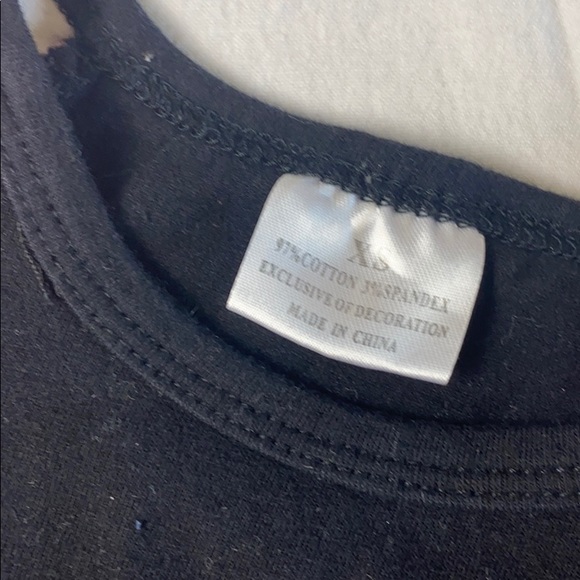 XS
97%COTTON 3%SPANDEX
EXCLUSIVE OF DECORATION
MADE IN CHINA